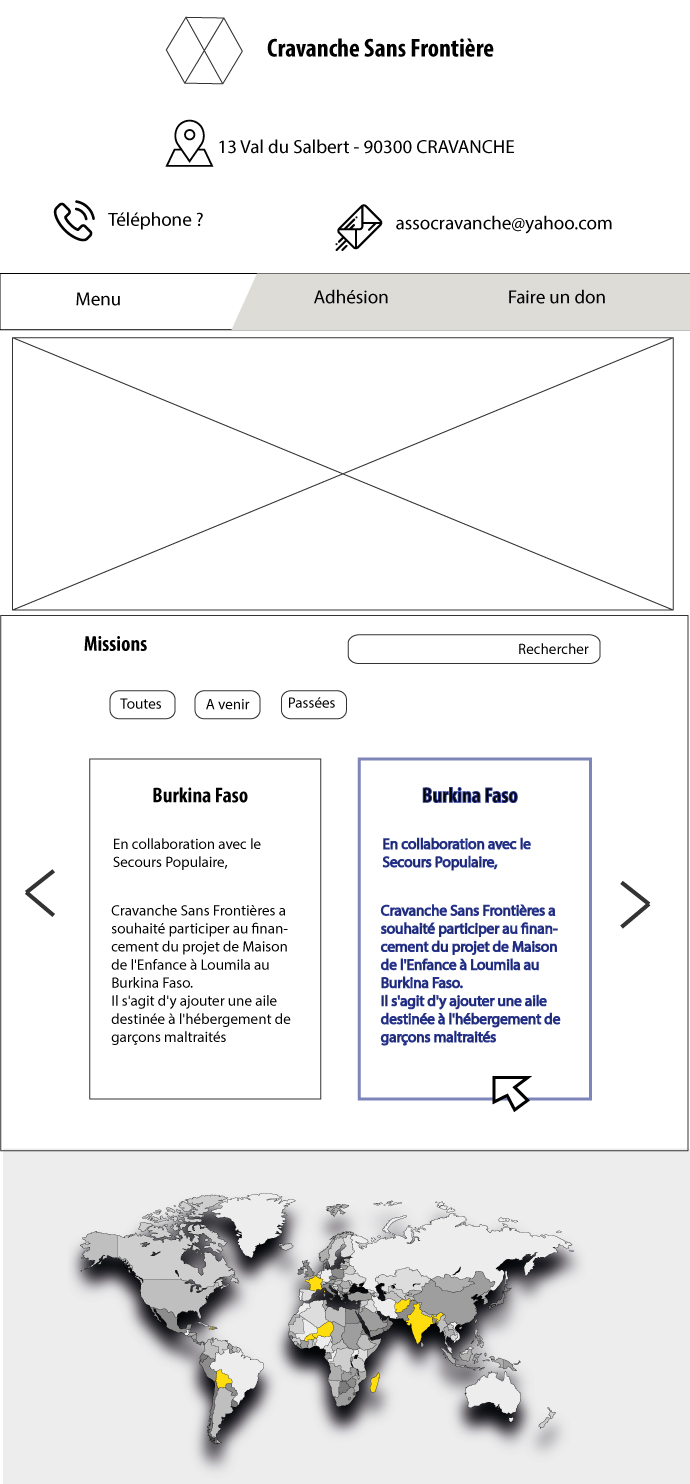 Cravanche Sans Frontière
13 Val du Salbert - 90300 CRAVANCHE
Téléphone ?
assocravanche@yahoo.com
Menu
Adhésion
Faire un don
Missions
Rechercher
Toutes
A venir
Passées
Burkina Faso
En collaboration avec le
Secours Populaire,
Cravanche Sans Frontières a
souhaité participer au finan-
cement du projet de Maison
de l'Enfance à Loumila au
Burkina Faso.
Il s'agit d'y ajouter une aile
destinée à l'hébergement de
garçons maltraités
Burkina Faso
En collaboration avec le
Secours Populaire,
Cravanche Sans Frontières a
souhaité participer au finan-
cement du projet de Maison
de l'Enfance à Loumila au
Burkina Faso.
Il s'agit d'y ajouter une aile
destinée à l'hébergement de
garçons maltraités